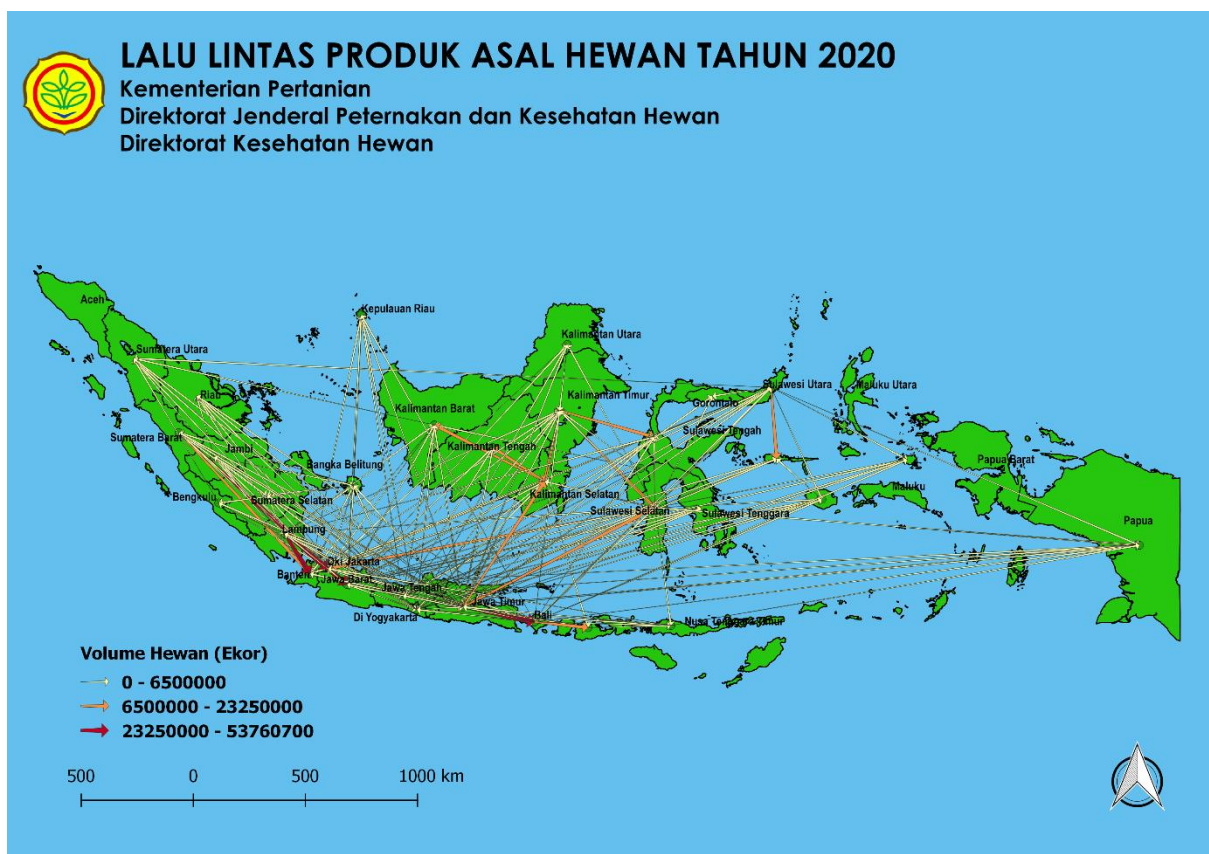 LALU LINTAS PRODUK ASAL HEWAN TAHUN 2020
Kementerian Pertanian
Direktorat Jenderal Peternakan dan Kesehatan Hewan
Direktorat Kesehatan Hewan
Aceh
Kepulauan Riau
Sumatera Utara
Kalimantan Utara
Sulawesi Utara
Maluku Utara
Riau
Kalimantan Timur
Gorontalo
Kalimantan Barat
Sumatera Barat
Sulawesi Tengah
Jambi
Kalimantan Tengah
Papua Barat
Bangka Belitung
Maluku
Bengkulu
Sumatera Selatan
Kalimantan Selatan
Sulawesi Selatan
Sulawesi Tenggara
Papua
Lampung
Dki Jakarta
Banten
Jawa Barat
Jawa Tengah
Jawa Timur
Di Yogyakarta
Bali
Nusa Tenggara Timur
Volume Hewan (Ekor)
0 - 6500000
6500000 - 23250000
23250000 - 53760700
500 0 500 1000 km